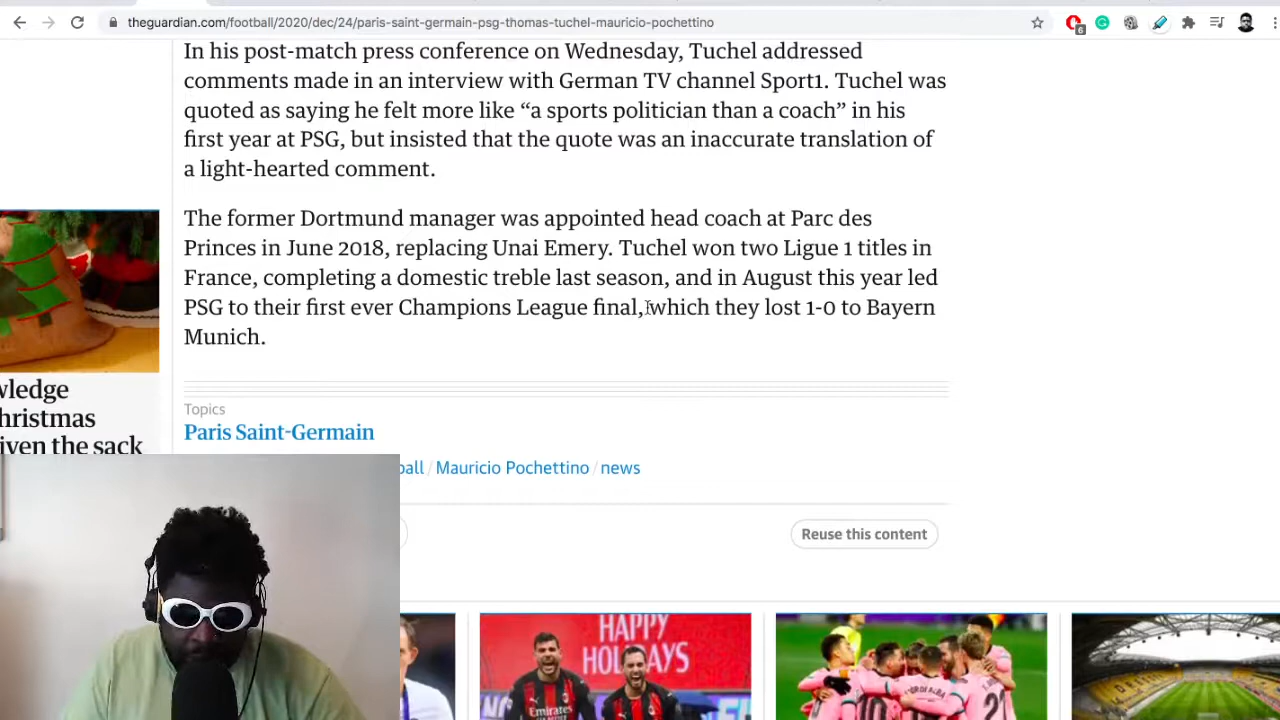 theguardian.com/football/2020/dec/24/paris-saint-germain-psg-thomas-tuchel-mauricio-pochettino
6
In his post-match press conference on Wednesday, Tuchel addressed
comments made in an interview with German TV channel Sport1. Tuchel was
quoted as saying he felt more like “a sports politician than a coach” in his
first year at PSG, but insisted that the quote was an inaccurate translation of
a light-hearted comment.
The former Dortmund manager was appointed head coach at Parc des
Princes in June 2018, replacing Unai Emery. Tuchel won two Ligue 1 titles in
France, completing a domestic treble last season, and in August this year led
PSG to their first ever Champions League final, which they lost 1-0 to Bayern
Munich.
wledge
hristmas
iven the sack
Topics
Paris Saint-Germain
ball / Mauricio Pochettino / news
Reuse this content
HAPPY
HOLIDAYS
Emirates